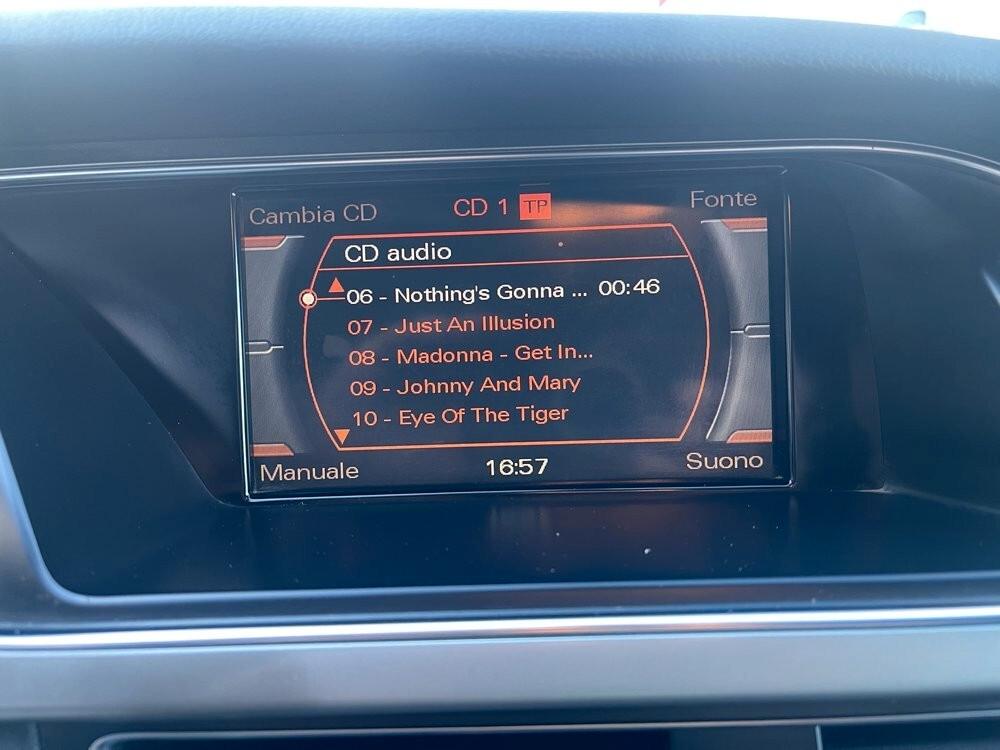 Cambia CD CD 1 TP Fonte
CD audio
06 - Nothing's Gonna ... 00:46
07 - Just An Illusion
08 - Madonna - Get In...
09 - Johnny And Mary
10 - Eye Of The Tiger
Manuale 16:57 Suono